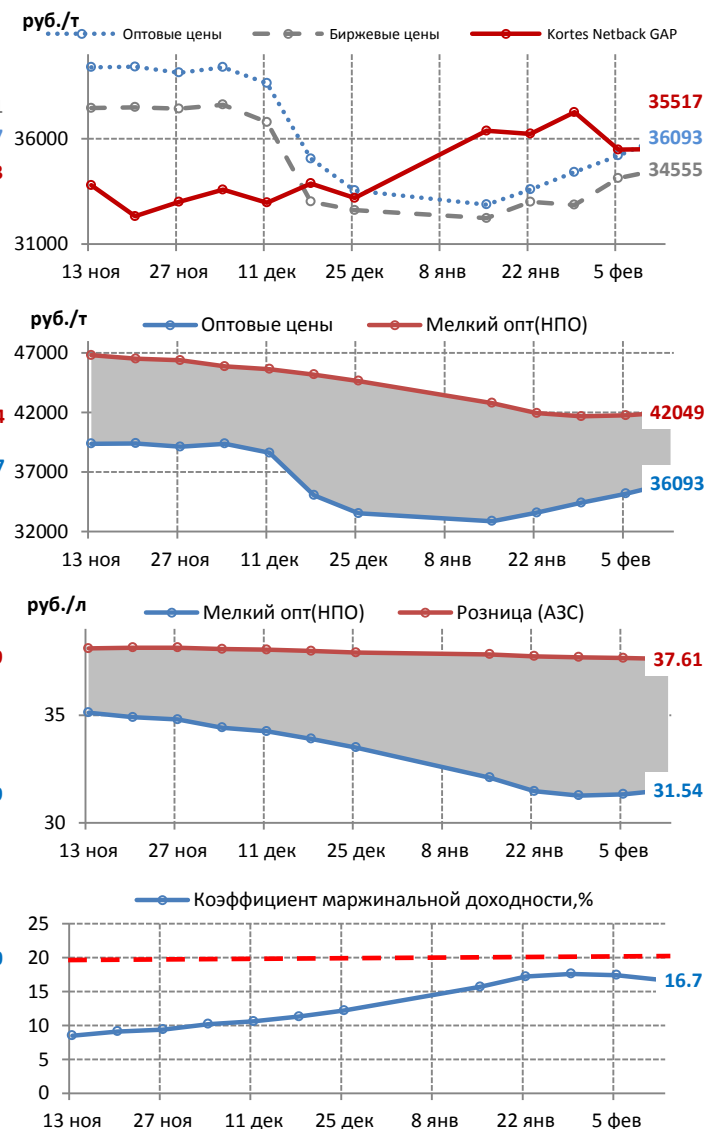 руб./т
Оптовые цены Биржевые цены Kortes Netback GAP
35517
36000
36093
34555
31000
13 ноя 27 ноя 11 дек 25 дек 8 янв 22 янв 5 фев
руб./т
Оптовые цены Мелкий опт(НПО)
47000
42000
42049
37000
36093
32000
13 ноя 27 ноя 11 дек 25 дек 8 янв 22 янв 5 фев
руб./л
Мелкий опт(НПО) Розница (АЗС)
37.61
35
31.54
30
13 ноя 27 ноя 11 дек 25 дек 8 янв 22 янв 5 фев
Коэффициент маржинальной доходности,%
25
20
16.7
15
10
5
0
13 ноя 27 ноя 11 дек 25 дек 8 янв 22 янв 5 фев